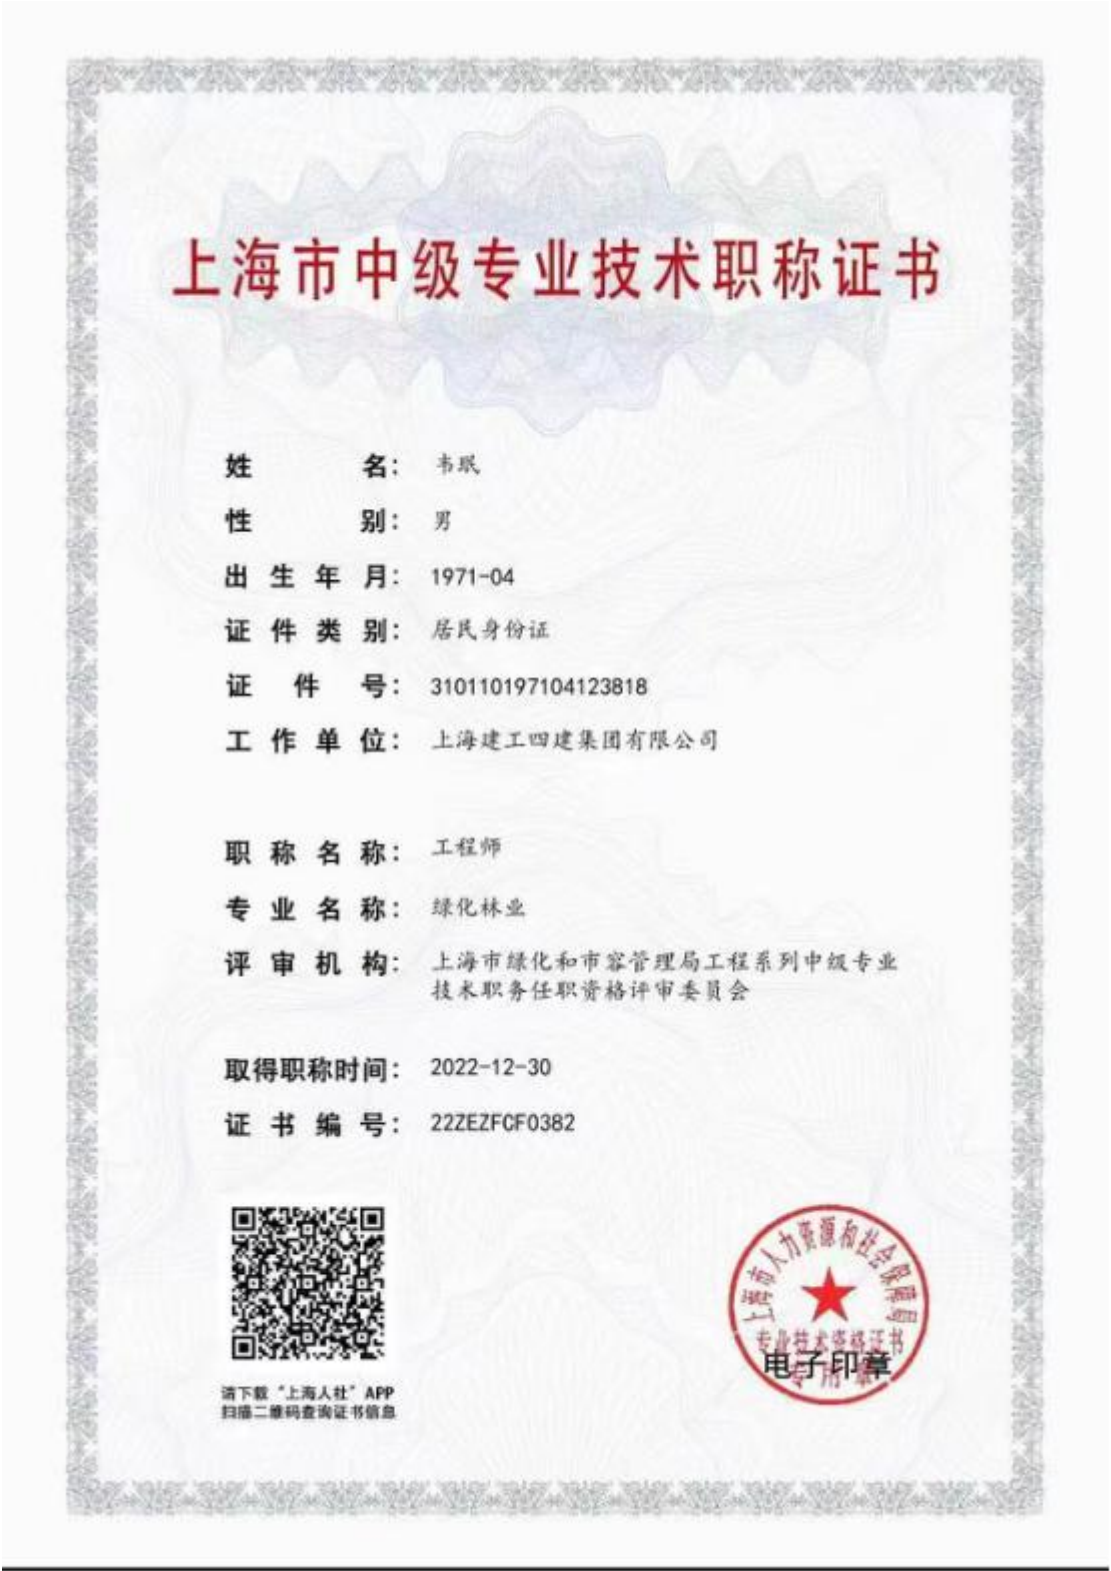 上海市中级专业技术职称证书
姓名：韦珉
性别：男
出生年月：1971-04
证件类别：居民身份证
证件号：310110197104123818
工作单位：上海建工四建集团有限公司
职称名称：工程师
专业名称：绿化林业
评审机构：上海市绿化和市容管理局工程系列中级专业
技术职务任职资格评审委员会
取得职称时间：2022-12-30
证书编号：22ZEZFCF0382
请下载“上海人社”APP
扫描二维码查询证书信息
上海市人力资源和社会保障局
专业技术资格证书
专用章
电子印章